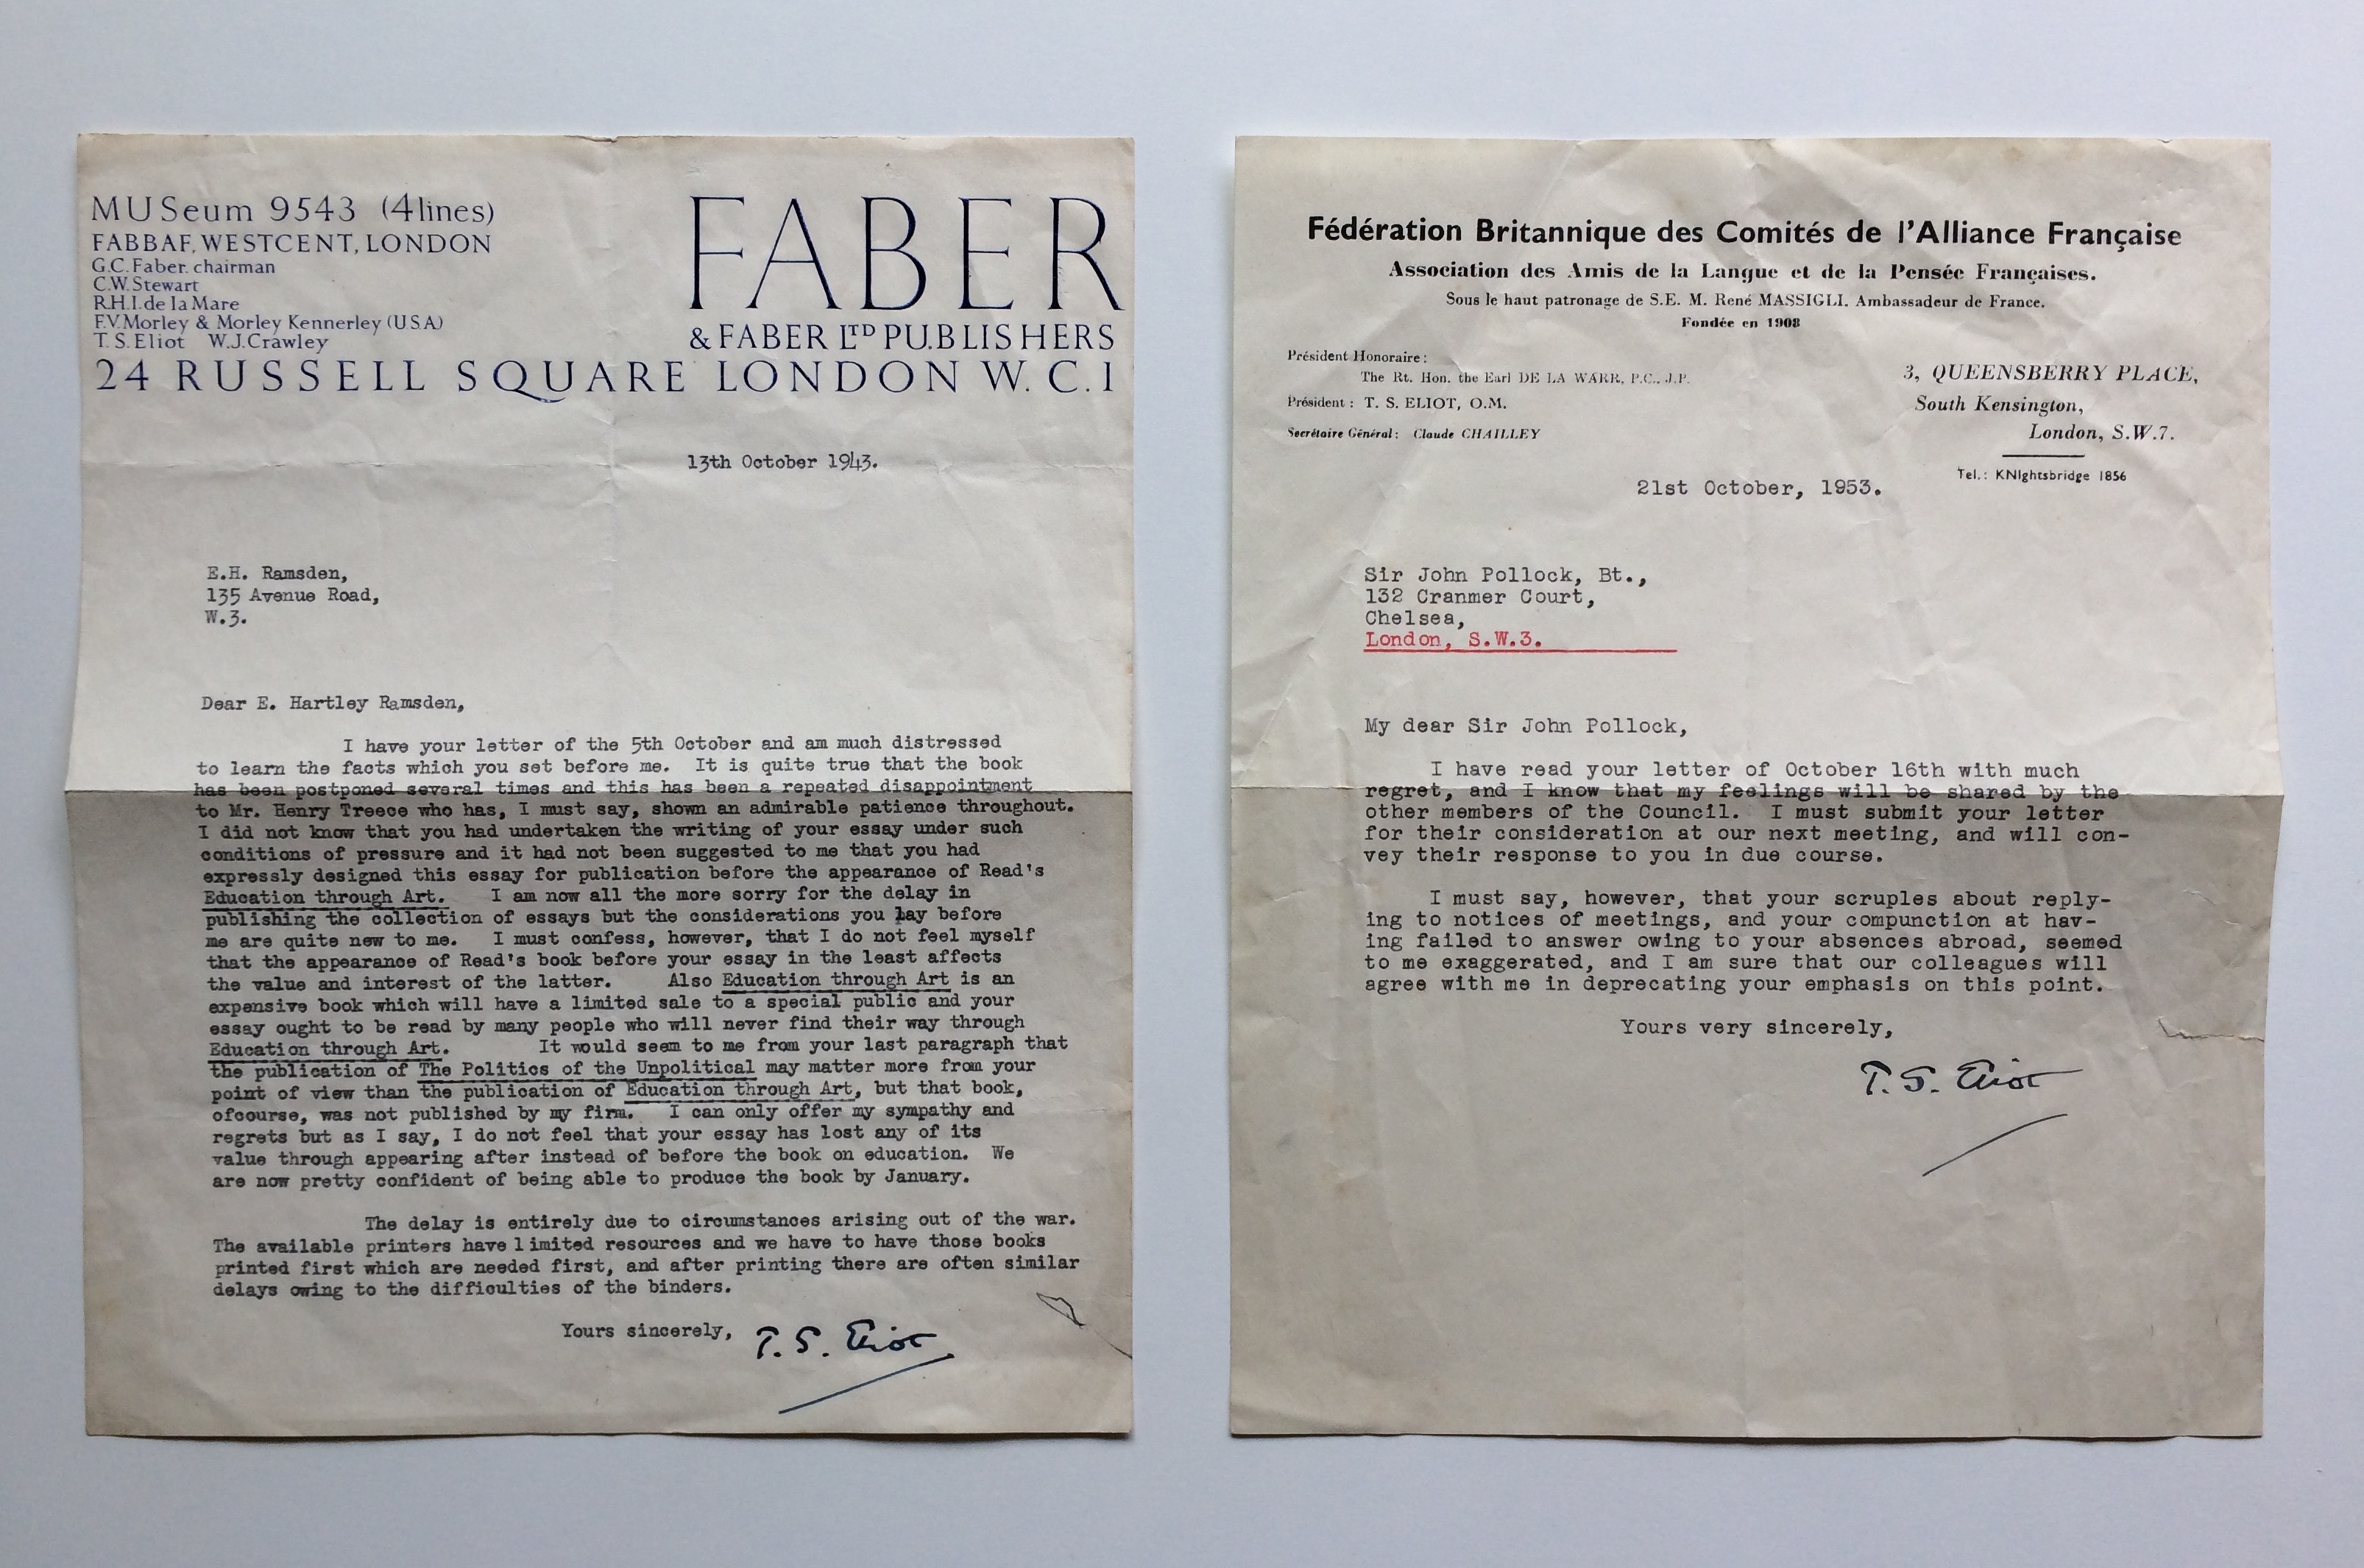 MUSeum 9543 (4lines)
FABBAF, WESTCENT, LONDON
G.C. Faber. chairman
C.W. Stewart
R.H.I. de la Mare
F.V. Morley & Morley Kennerley (U.S.A)
T. S. Eliot W.J. Crawley
FABER
& FABER LTD PUBLISHERS
24 RUSSELL SQUARE LONDON W. C. 1
13th October 1943.
E.H. Ramsden,
135 Avenue Road,
W.3.
Dear E. Hartley Ramsden,
I have your letter of the 5th October and am much distressed
to learn the facts which you set before me. It is quite true that the book
has been postponed several times and this has been a repeated disappointment
to Mr. Henry Treece who has, I must say, shown an admirable patience throughout.
I did not know that you had undertaken the writing of your essay under such
conditions of pressure and it had not been suggested to me that you had
expressly designed this essay for publication before the appearance of Read's
Education through Art. I am now all the more sorry for the delay in
publishing the collection of essays but the considerations you lay before
me are quite new to me. I must confess, however, that I do not feel myself
that the appearance of Read's book before your essay in the least affects
the value and interest of the latter. Also Education through Art is an
expensive book which will have a limited sale to a special public and your
essay ought to be read by many people who will never find their way through
Education through Art. It would seem to me from your last paragraph that
the publication of The Politics of the Unpolitical may matter more from your
point of view than the publication of Education through Art, but that book,
ofcourse, was not published by my firm. I can only offer my sympathy and
regrets but as I say, I do not feel that your essay has lost any of its
value through appearing after instead of before the book on education. We
are now pretty confident of being able to produce the book by January.
The delay is entirely due to circumstances arising out of the war.
The available printers have limited resources and we have to have those books
printed first which are needed first, and after printing there are often similar
delays owing to the difficulties of the binders.
Yours sincerely,
T. S. Eliot
Fédération Britannique des Comités de l'Alliance Française
Association des Amis de la Langue et de la Pensée Françaises.
Sous le haut patronage de S.E. M. René MASSIGLI. Ambassadeur de France.
Fondée en 1908
Président Honoraire :
The Rt. Hon. the Earl DE LA WARR, P.C., J.P.
Président : T. S. ELIOT, O.M.
Secrétaire Général : Claude CHAILLEY
3, QUEENSBERRY PLACE,
South Kensington,
London, S.W.7.
Tel.: KNIghtsbridge 1856
21st October, 1953.
Sir John Pollock, Bt.,
132 Cranmer Court,
Chelsea,
London, S.W.3.
My dear Sir John Pollock,
I have read your letter of October 16th with much
regret, and I know that my feelings will be shared by the
other members of the Council. I must submit your letter
for their consideration at our next meeting, and will con-
vey their response to you in due course.
I must say, however, that your scruples about reply-
ing to notices of meetings, and your compunction at hav-
ing failed to answer owing to your absences abroad, seemed
to me exaggerated, and I am sure that our colleagues will
agree with me in deprecating your emphasis on this point.
Yours very sincerely,
T. S. Eliot